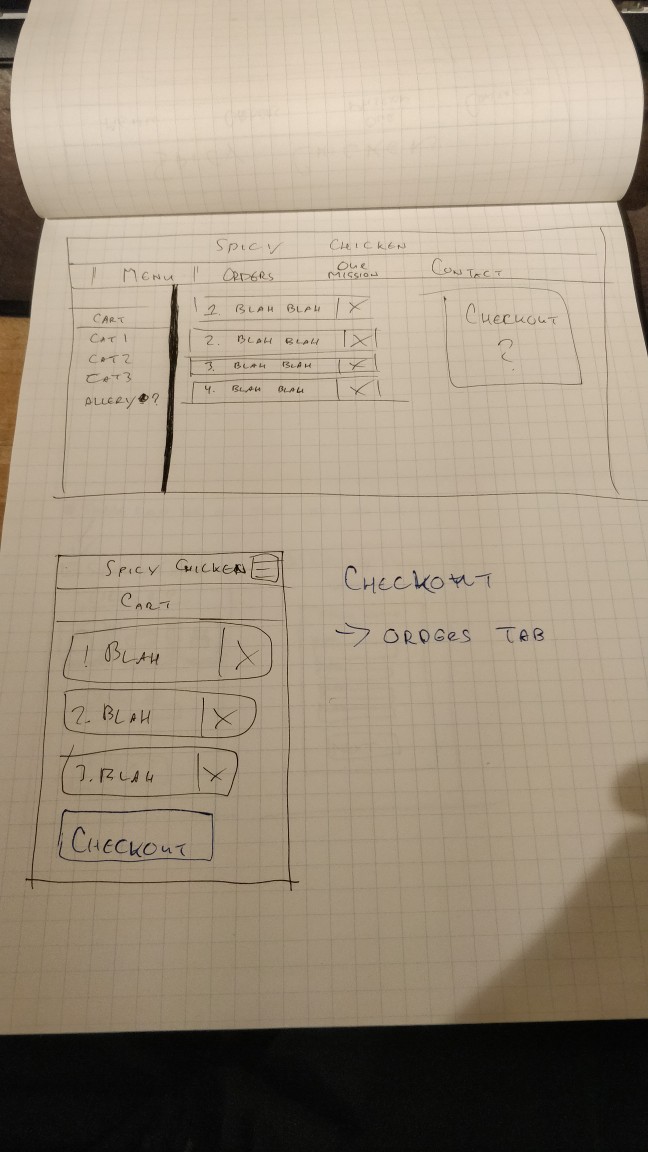 SPICY CHICKEN
MENU ORDERS OUR MISSION CONTACT
CART
CAT 1
CAT 2
CAT 3
1. BLAH BLAH X
2. BLAH BLAH X
3. BLAH BLAH X
4. BLAH BLAH X
CHECKOUT
?
SPICY CHICKEN
CART
1 BLAH X
2. BLAH X
3. BLAH X
CHECKOUT
CHECKOUT
→ ORDERS TAB